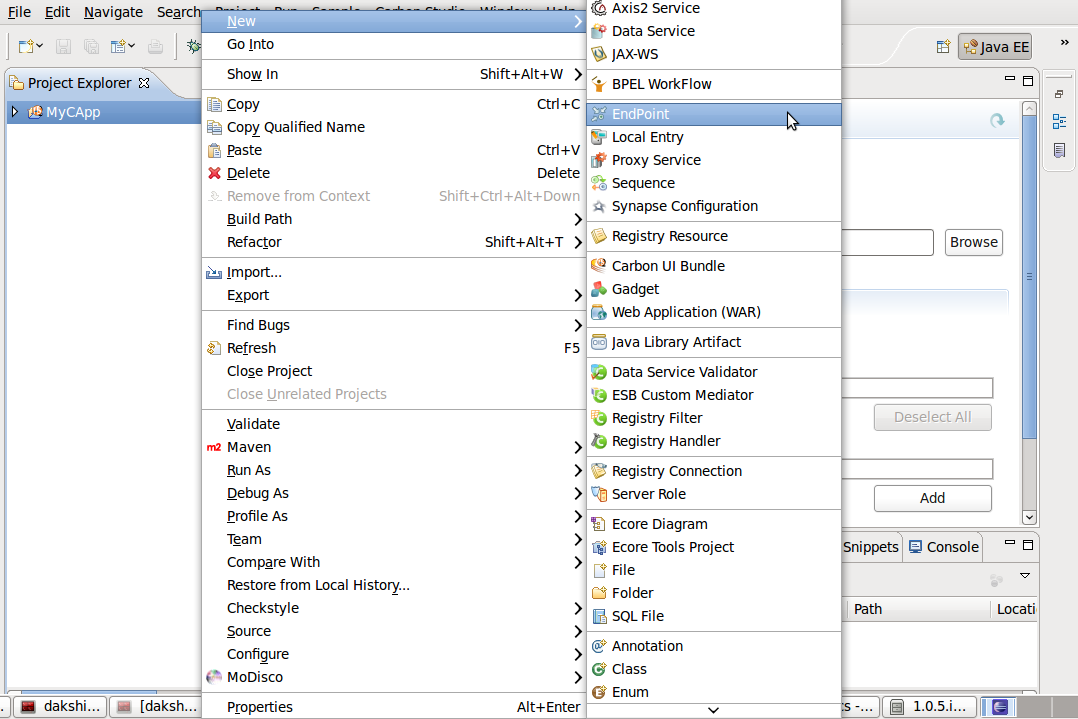 File Edit Navigate Search
Java EE
»
Project Explorer
MyCApp
New
Go Into
Show In Shift+Alt+W
Copy Ctrl+C
Copy Qualified Name
Paste Ctrl+V
Delete Delete
Remove from Context Shift+Ctrl+Alt+Down
Build Path
Refactor Shift+Alt+T
Import...
Export
Find Bugs
Refresh F5
Close Project
Close Unrelated Projects
Validate
m2 Maven
Run As
Debug As
Profile As
Team
Compare With
Restore from Local History...
Checkstyle
Source
Configure
MoDisco
Properties Alt+Enter
Axis2 Service
Data Service
JAX-WS
BPEL WorkFlow
EndPoint
Local Entry
Proxy Service
Sequence
Synapse Configuration
Registry Resource
Carbon UI Bundle
Gadget
Web Application (WAR)
Java Library Artifact
Data Service Validator
ESB Custom Mediator
Registry Filter
Registry Handler
Registry Connection
Server Role
Ecore Diagram
Ecore Tools Project
File
Folder
SQL File
Annotation
Class
Enum
Browse
Deselect All
Add
Snippets Console
Path Locati
dakshi...
[daksh...
ts -...
1.0.5.i...